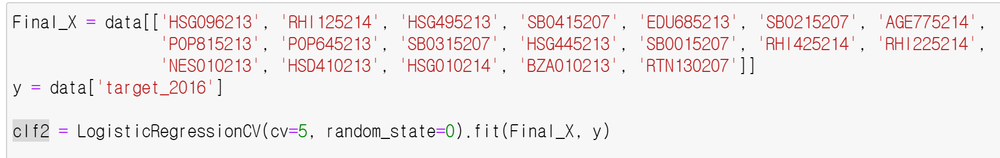 Final_X = data[['HSG096213', 'RHI125214', 'HSG495213', 'SBO415207', 'EDU685213', 'SBO215207', 'AGE775214',
'POP815213', 'POP645213', 'SBO315207', 'HSG445213', 'SBO015207', 'RHI425214', 'RHI225214',
'NES010213', 'HSD410213', 'HSG010214', 'BZA010213', 'RTN130207']]
y = data['target_2016']
clf2 = LogisticRegressionCV(cv=5, random_state=0).fit(Final_X, y)